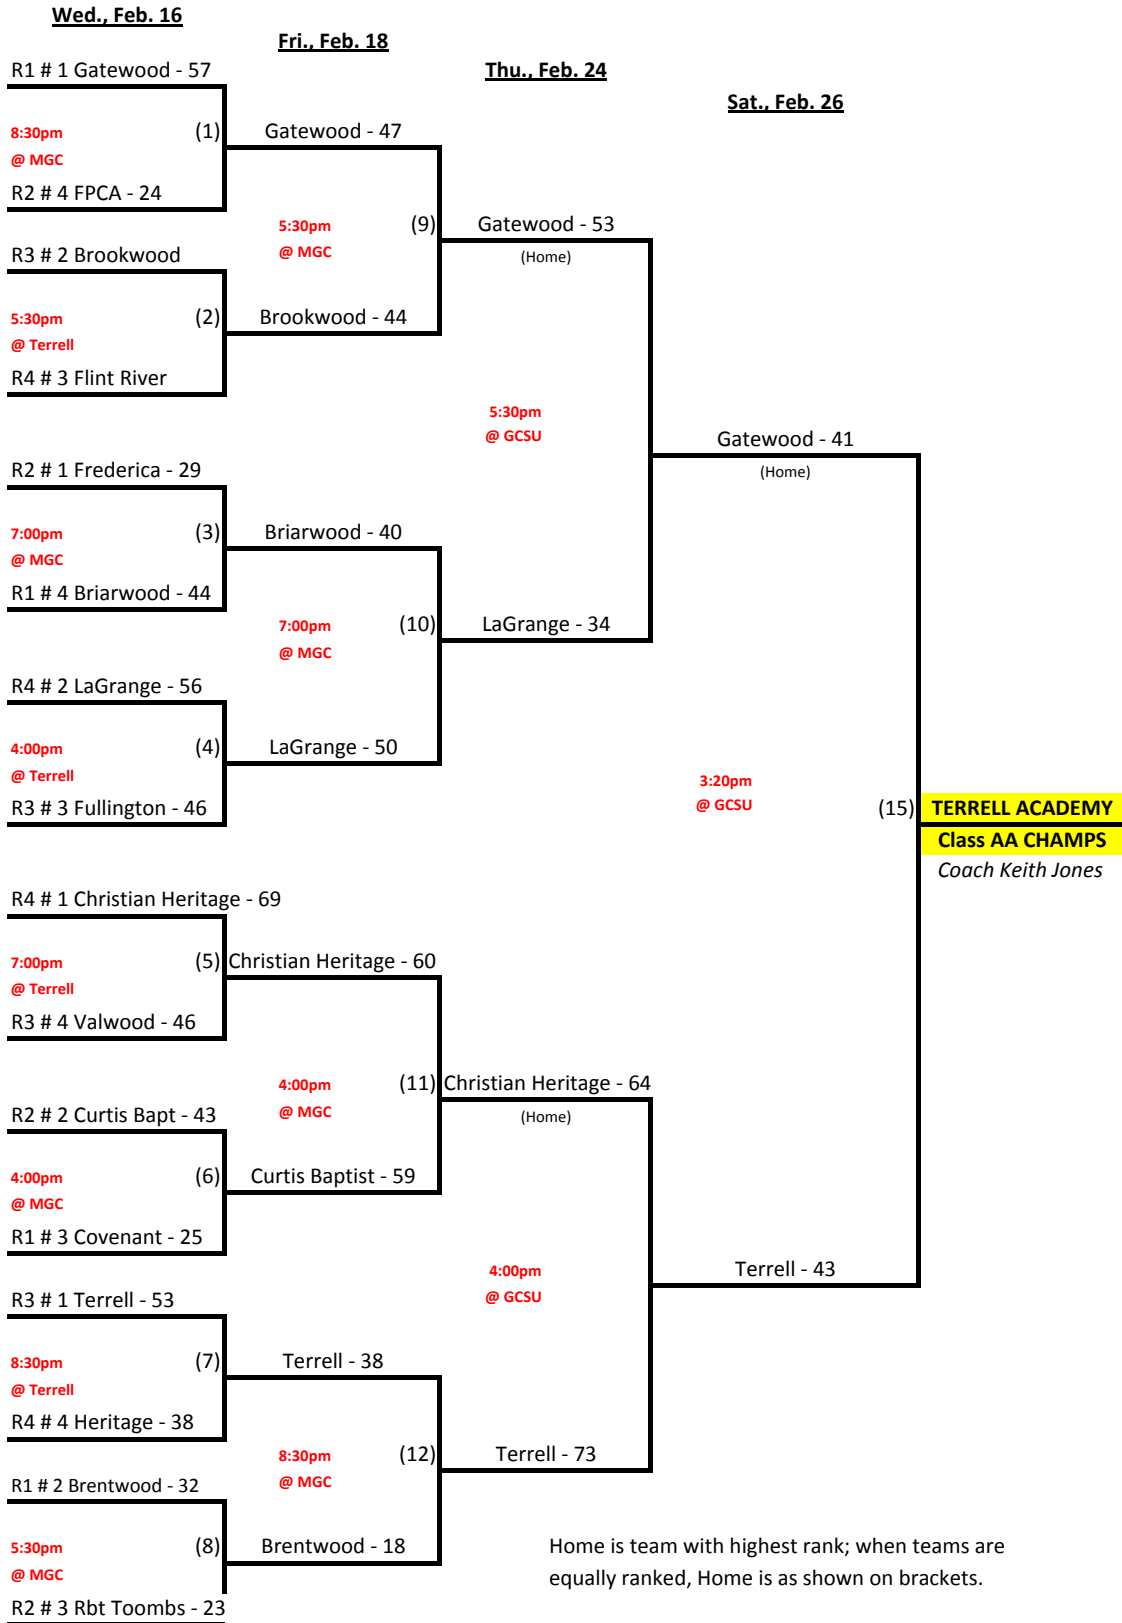 Wed., Feb. 16
Fri., Feb. 18
Thu., Feb. 24
Sat., Feb. 26
R1 # 1 Gatewood - 57
8:30pm
(1)
@ MGC
R2 # 4 FPCA - 24
Gatewood - 47
5:30pm
(9)
@ MGC
Gatewood - 53
(Home)
R3 # 2 Brookwood
5:30pm
(2)
@ Terrell
R4 # 3 Flint River
Brookwood - 44
5:30pm
@ GCSU
Gatewood - 41
(Home)
R2 # 1 Frederica - 29
7:00pm
(3)
@ MGC
R1 # 4 Briarwood - 44
Briarwood - 40
7:00pm
(10)
@ MGC
LaGrange - 34
R4 # 2 LaGrange - 56
4:00pm
(4)
@ Terrell
R3 # 3 Fullington - 46
LaGrange - 50
3:20pm
@ GCSU
(15)
TERRELL ACADEMY
Class AA CHAMPS
Coach Keith Jones
R4 # 1 Christian Heritage - 69
7:00pm
(5)
@ Terrell
R3 # 4 Valwood - 46
Christian Heritage - 60
4:00pm
(11)
@ MGC
Christian Heritage - 64
(Home)
R2 # 2 Curtis Bapt - 43
4:00pm
(6)
@ MGC
R1 # 3 Covenant - 25
Curtis Baptist - 59
4:00pm
@ GCSU
Terrell - 43
R3 # 1 Terrell - 53
8:30pm
(7)
@ Terrell
R4 # 4 Heritage - 38
Terrell - 38
8:30pm
(12)
@ MGC
Terrell - 73
R1 # 2 Brentwood - 32
5:30pm
(8)
@ MGC
R2 # 3 Rbt Toombs - 23
Brentwood - 18
Home is team with highest rank; when teams are
equally ranked, Home is as shown on brackets.